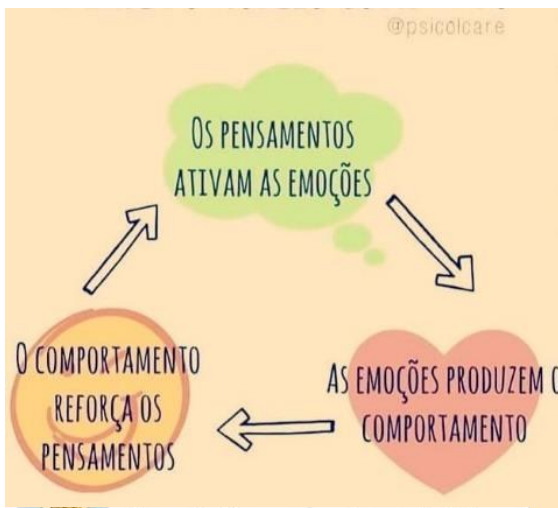 @psicolcare
OS PENSAMENTOS
ATIVAM AS EMOÇÕES
O COMPORTAMENTO
REFORÇA OS
PENSAMENTOS
AS EMOÇÕES PRODUZEM O
COMPORTAMENTO